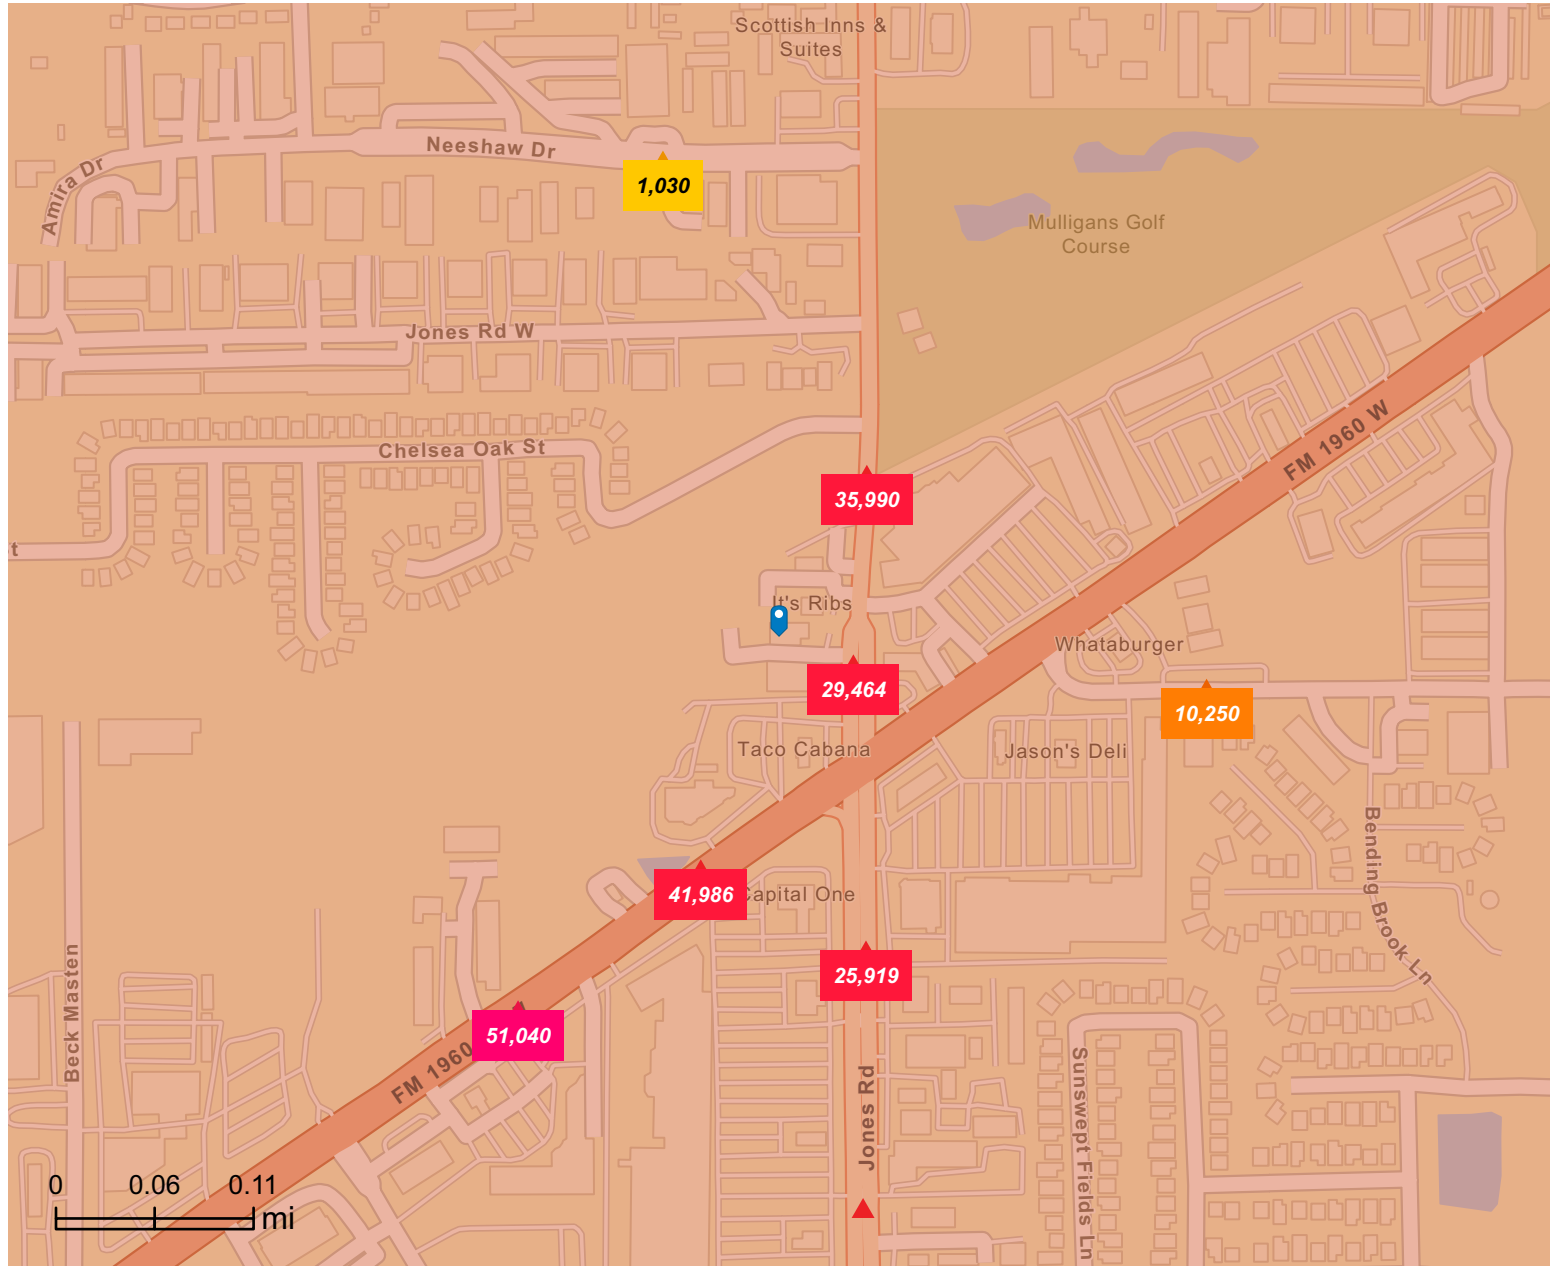 Scottish Inns &
Suites
Neeshaw Dr
Amira Dr
1,030
Mulligans Golf
Course
Jones Rd W
FM 1960 W
Chelsea Oak St
35,990
t
It's Ribs
Whataburger
29,464
10,250
Taco Cabana
Jason's Deli
Bending Brook Ln
41,986
Capital One
25,919
Beck Masten
51,040
FM 1960
Jones Rd
Sunswept Fields Ln
0 0.06 0.11
mi